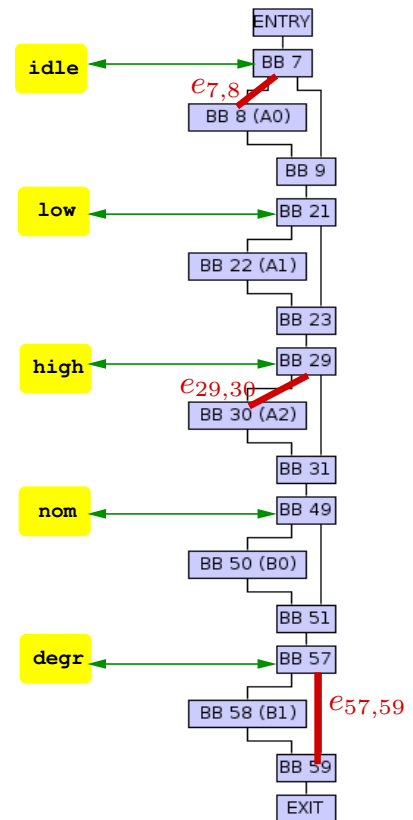 ENTRY
idle
BB 7
e7,8
BB 8 (A0)
BB 9
low
BB 21
BB 22 (A1)
BB 23
high
BB 29
e29,30
BB 30 (A2)
BB 31
nom
BB 49
BB 50 (B0)
BB 51
degr
BB 57
e57,59
BB 58 (B1)
BB 59
EXIT